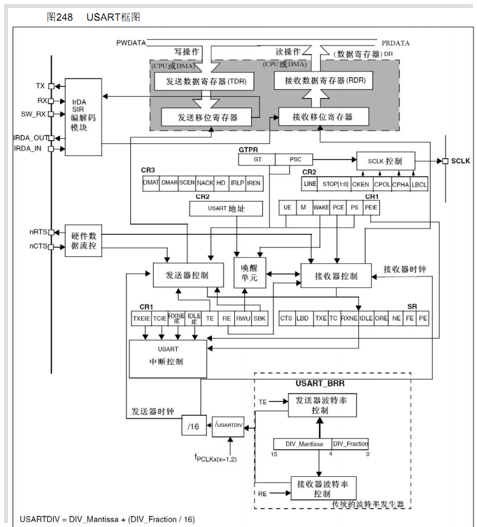 图248 USART框图
PWDATA
PRDATA
写操作
读操作
(数据寄存器) DR
(CPU或DMA)
(CPU或DMA)
发送数据寄存器(TDR)
接收数据寄存器(RDR)
TX
RX
SW_RX
IRDA_OUT
IRDA_IN
IrDA
SIR
编解码
模块
发送移位寄存器
接收移位寄存器
GTPR
GT PSC
SCLK 控制
SCLK
CR3
DMAT DMAR SCEN NACK HD IRLP IREN
CR2
LINE STOP[1:0] CKEN CPOL CPHA LBCL
CR2
USART 地址
CR1
UE M WAKE PCE PS PEIE
nRTS
nCTS
硬件数
据流控
发送器控制
唤醒
单元
接收器控制
接收器时钟
CR1
TXEIE TCIE RXNE IE IDLE IE TE RE RWU SBK
SR
CTS LBD TXE TC RXNE IDLE ORE NE FE PE
USART
中断控制
USART_BRR
发送器时钟
TE
发送器波特率
控制
/16
/USARTDIV
DIV_Mantissa DIV_Fraction
15 4 0
fPCLKx(x=1,2)
RE
接收器波特率
控制
传统的波特率发生器
USARTDIV = DIV_Mantissa + (DIV_Fraction / 16)